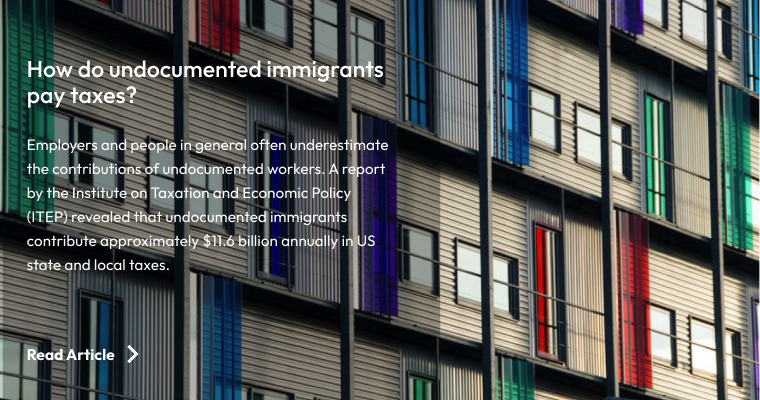 How do undocumented immigrants
pay taxes?
Employers and people in general often underestimate
the contributions of undocumented workers. A report
by the Institute on Taxation and Economic Policy
(ITEP) revealed that undocumented immigrants
contribute approximately $11.6 billion annually in US
state and local taxes.
Read Article